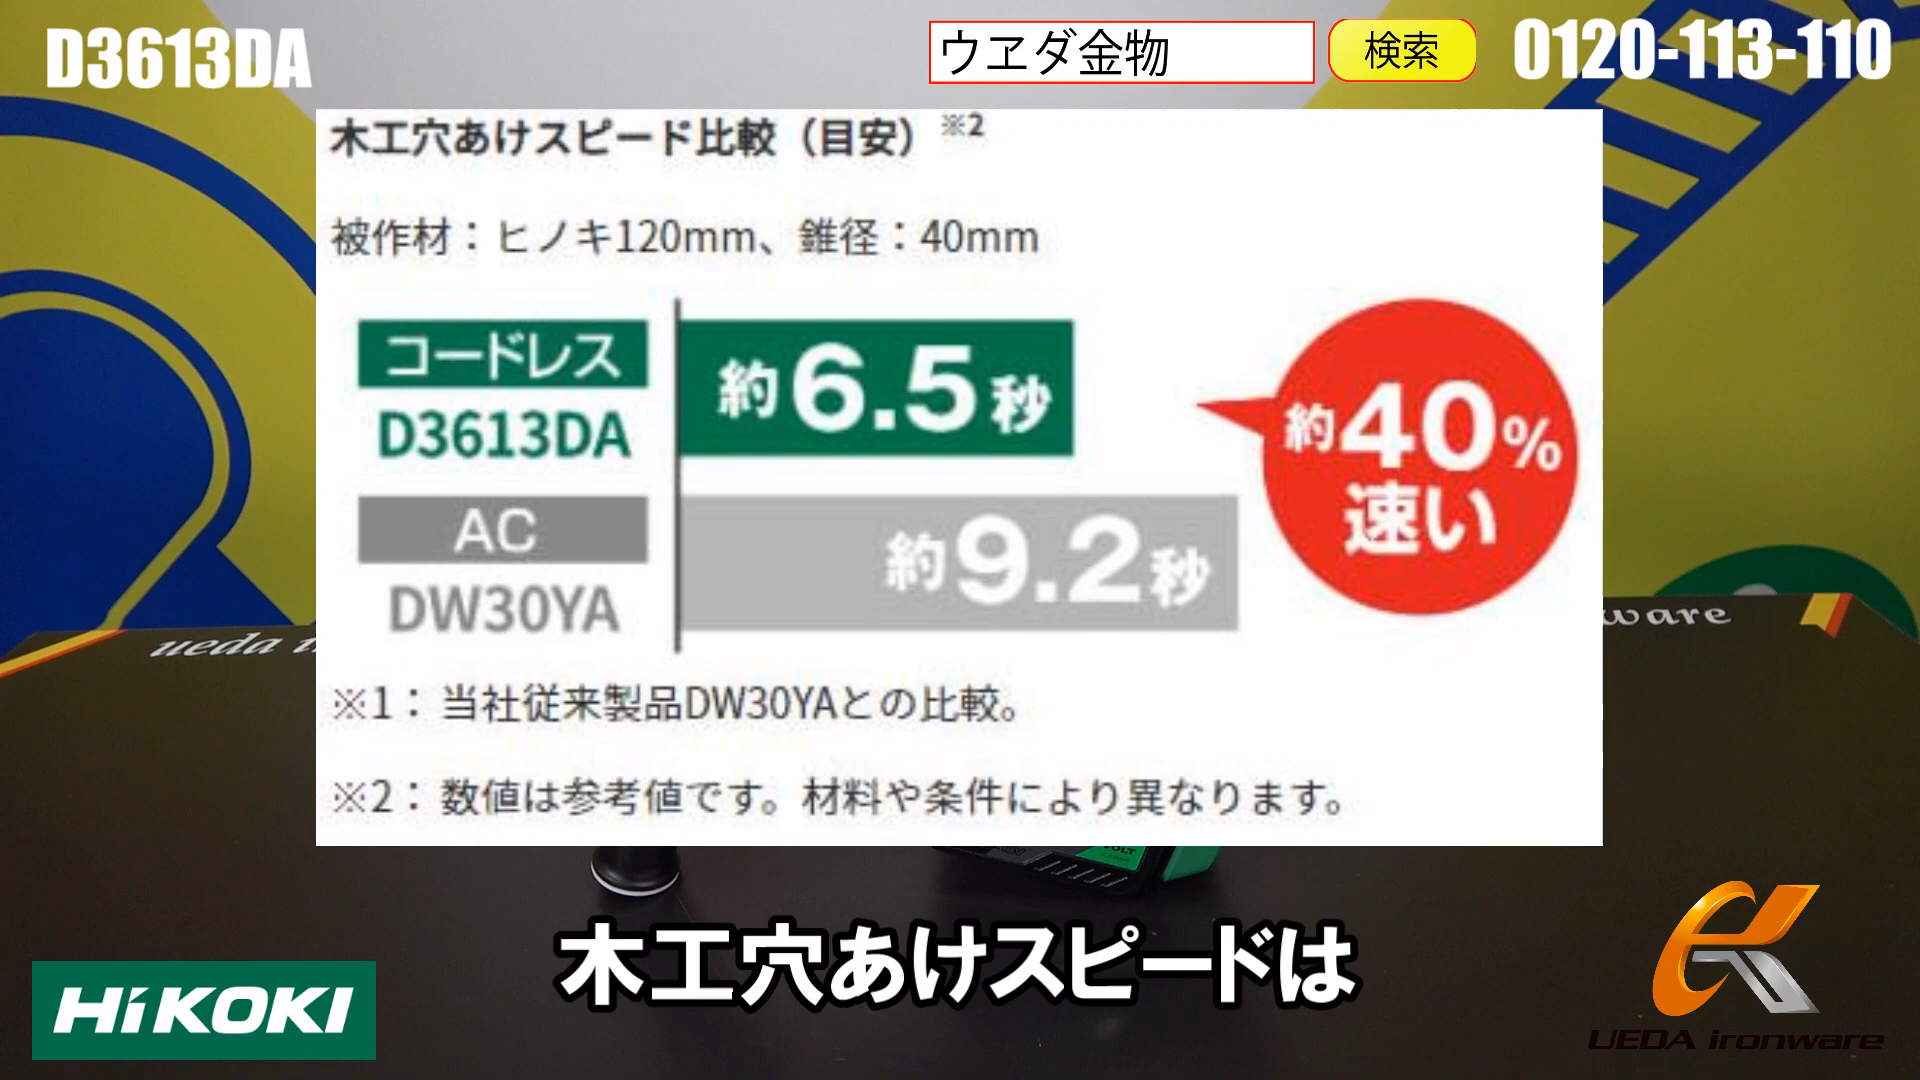 D3613DA
ウエダ金物
検索
0120-113-110
木工穴あけスピード比較（目安）※2
被作材：ヒノキ120mm、錐径：40mm
コードレス
D3613DA
約6.5秒
約40%
速い
AC
DW30YA
約9.2秒
※1： 当社従来製品DW30YAとの比較。
※2： 数値は参考値です。材料や条件により異なります。
ueda
ware
木工穴あけスピードは
HiKOKI
UEDA ironware